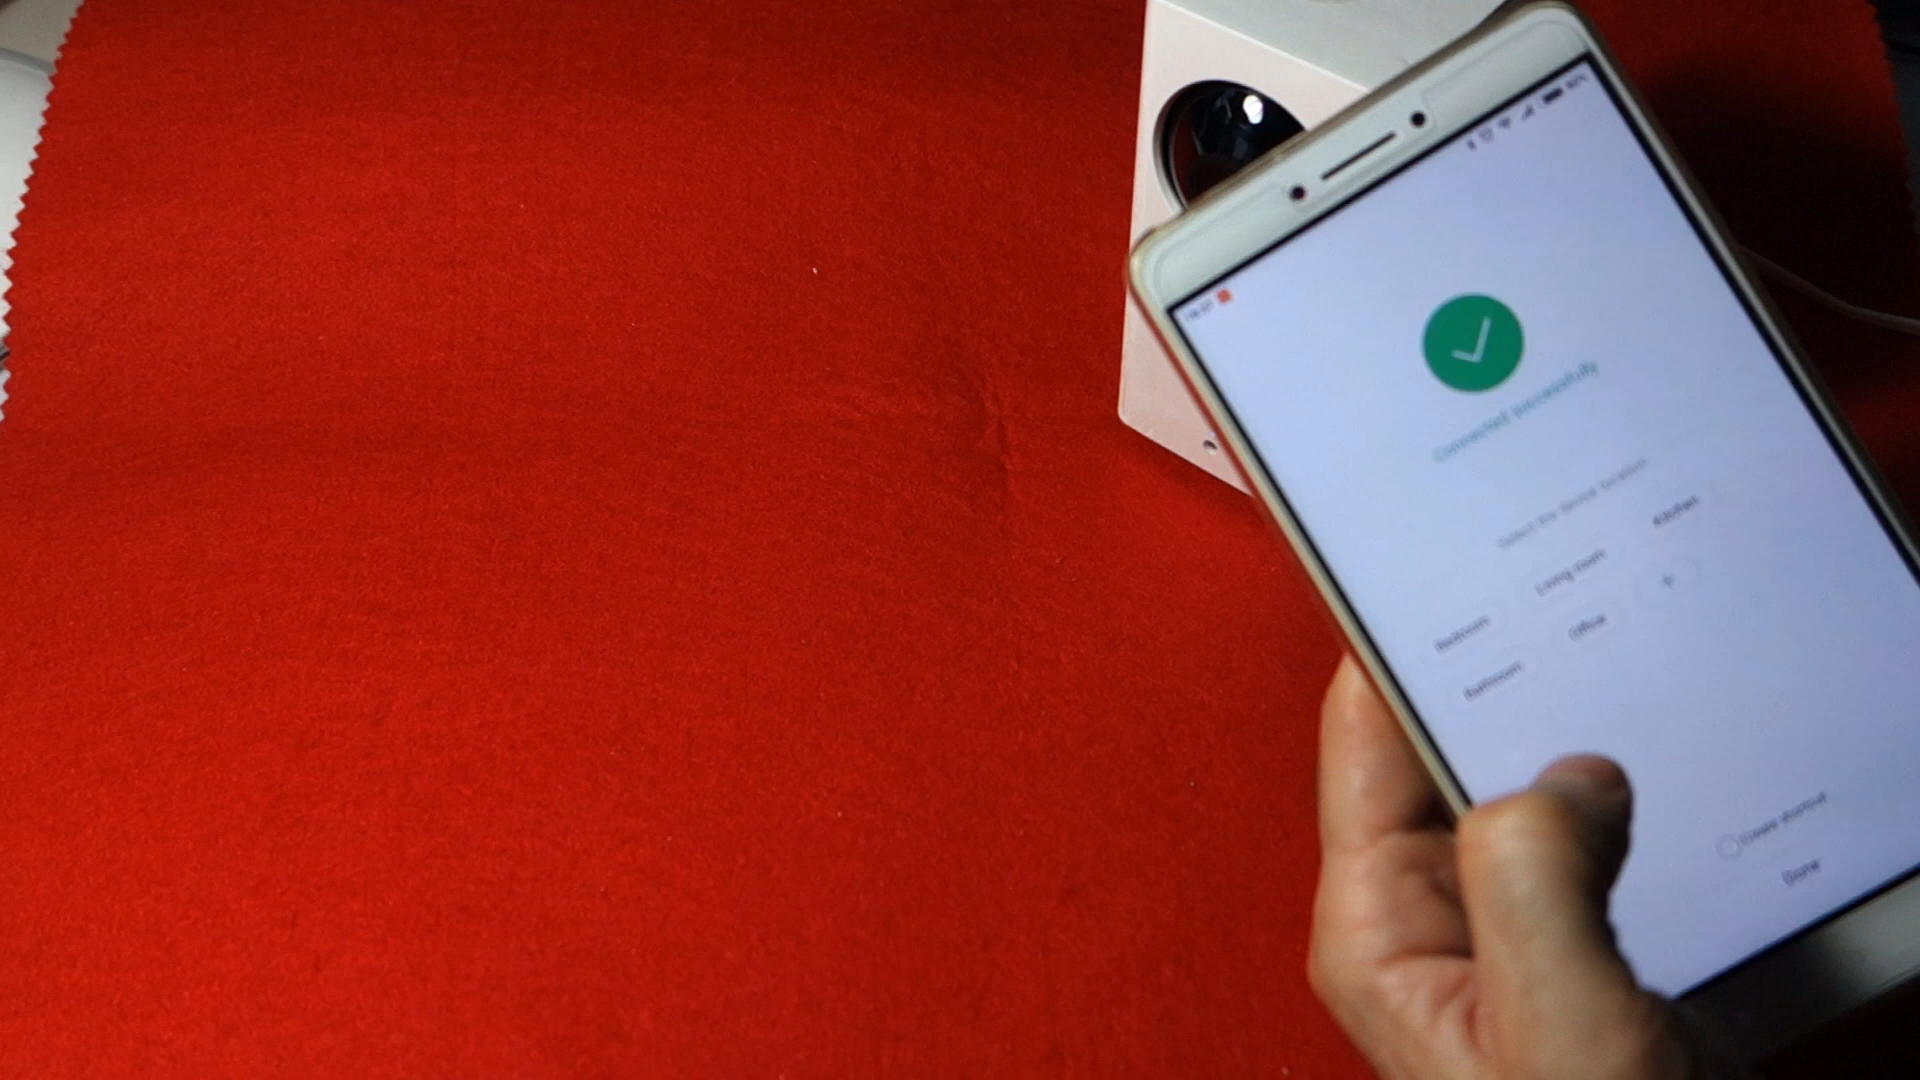 Connected successfully
Select the device location
Bedroom Living room Kitchen
Bathroom Office +
Create shortcut
Done